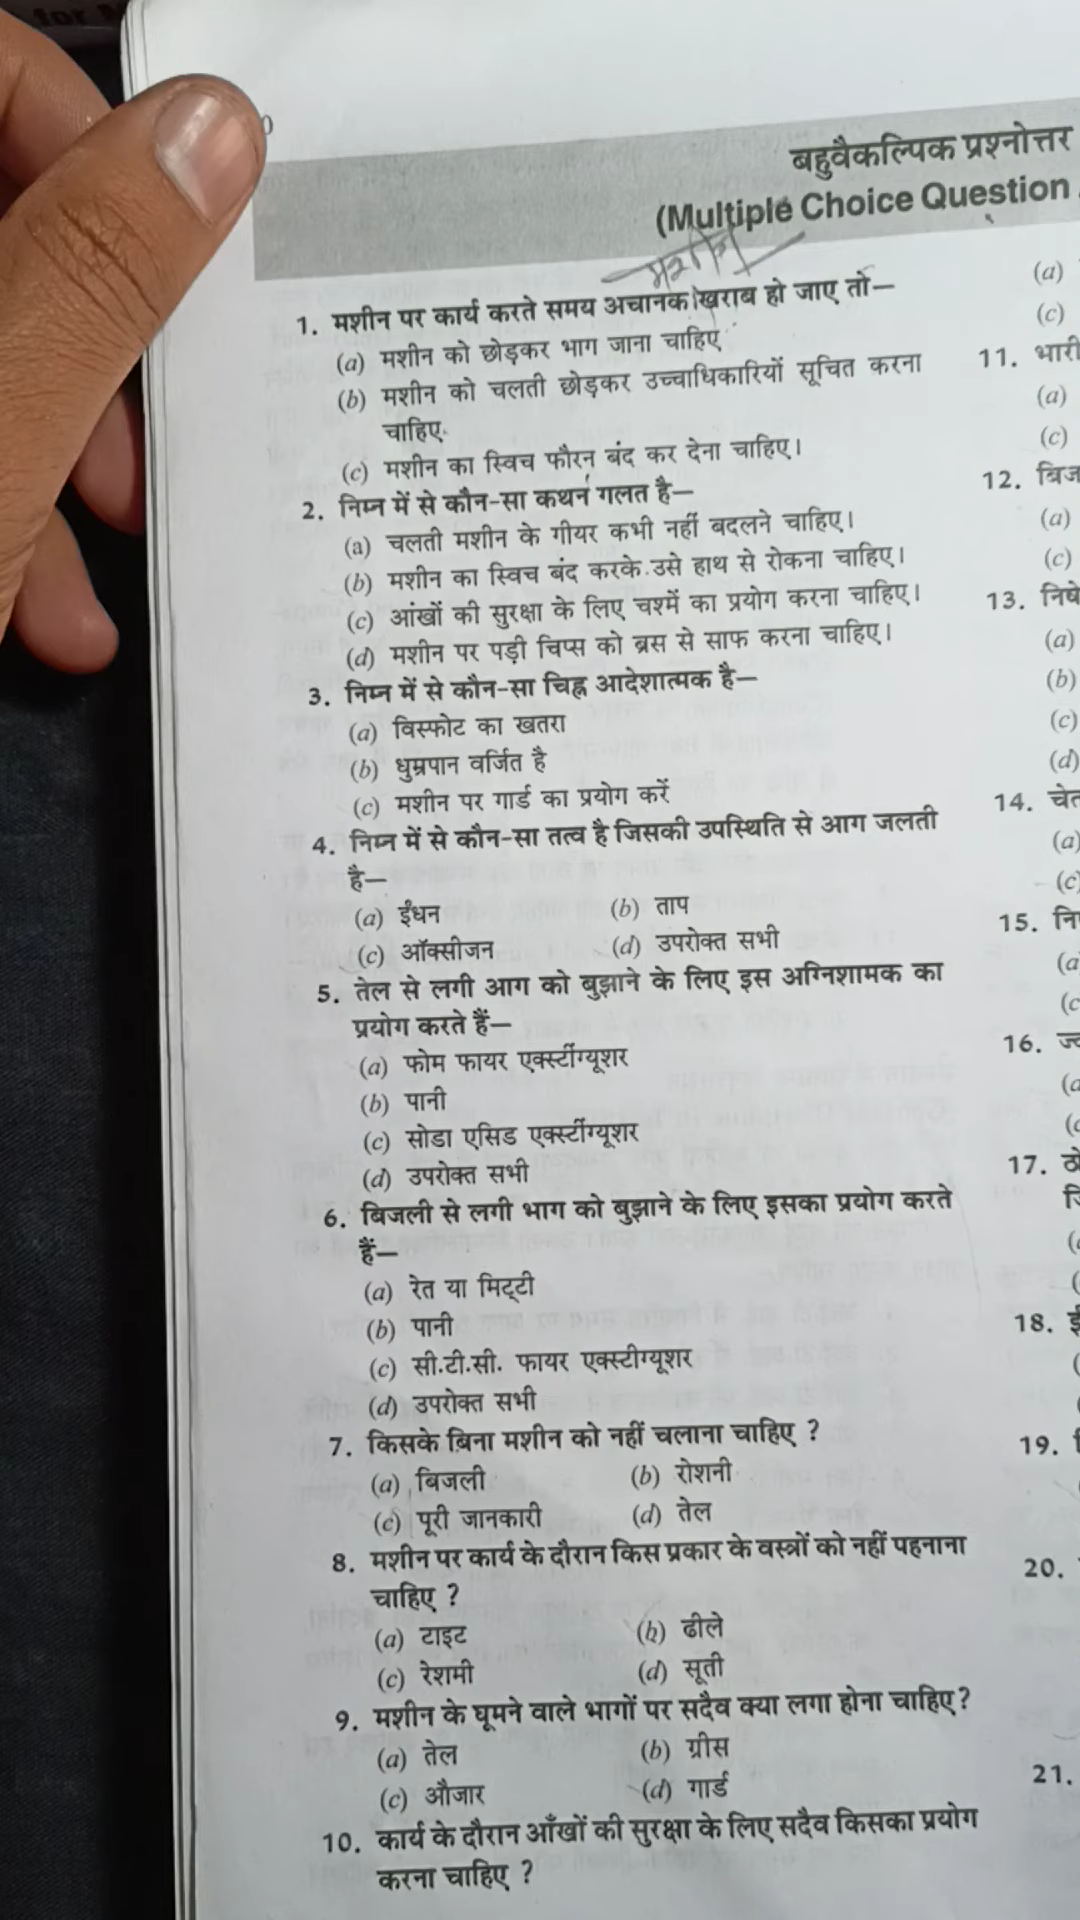 बहुवैकल्पिक प्रश्नोत्तर
(Multiple Choice Question
मशीन
1. मशीन पर कार्य करते समय अचानक खराब हो जाए तो—
(a) मशीन को छोड़कर भाग जाना चाहिए
(b) मशीन को चलती छोड़कर उच्चाधिकारियों सूचित करना
चाहिए
(c) मशीन का स्विच फौरन बंद कर देना चाहिए।
2. निम्न में से कौन-सा कथन गलत है—
(a) चलती मशीन के गीयर कभी नहीं बदलने चाहिए।
(b) मशीन का स्विच बंद करके उसे हाथ से रोकना चाहिए।
(c) आंखों की सुरक्षा के लिए चश्में का प्रयोग करना चाहिए।
(d) मशीन पर पड़ी चिप्स को ब्रस से साफ करना चाहिए।
3. निम्न में से कौन-सा चिह्न आदेशात्मक है—
(a) विस्फोट का खतरा
(b) धुम्रपान वर्जित है
(c) मशीन पर गार्ड का प्रयोग करें
4. निम्न में से कौन-सा तत्व है जिसकी उपस्थिति से आग जलती
है—
(a) ईंधन (b) ताप
(c) ऑक्सीजन (d) उपरोक्त सभी
5. तेल से लगी आग को बुझाने के लिए इस अग्निशामक का
प्रयोग करते हैं—
(a) फोम फायर एक्स्टींग्यूशर
(b) पानी
(c) सोडा एसिड एक्स्टींग्यूशर
(d) उपरोक्त सभी
6. बिजली से लगी भाग को बुझाने के लिए इसका प्रयोग करते
हैं—
(a) रेत या मिट्टी
(b) पानी
(c) सी.टी.सी. फायर एक्स्टीग्यूशर
(d) उपरोक्त सभी
7. किसके बिना मशीन को नहीं चलाना चाहिए ?
(a) बिजली (b) रोशनी
(c) पूरी जानकारी (d) तेल
8. मशीन पर कार्य के दौरान किस प्रकार के वस्त्रों को नहीं पहनाना
चाहिए ?
(a) टाइट (b) ढीले
(c) रेशमी (d) सूती
9. मशीन के घूमने वाले भागों पर सदैव क्या लगा होना चाहिए?
(a) तेल (b) ग्रीस
(c) औजार (d) गार्ड
10. कार्य के दौरान आँखों की सुरक्षा के लिए सदैव किसका प्रयोग
करना चाहिए ?
(a)
(c)
11. भारी
(a)
(c)
12.
(a)
(c)
13.
(a)
(b)
(c)
(d)
14.
(a)
(c)
15.
16.
17.
18.
19.
20.
21.